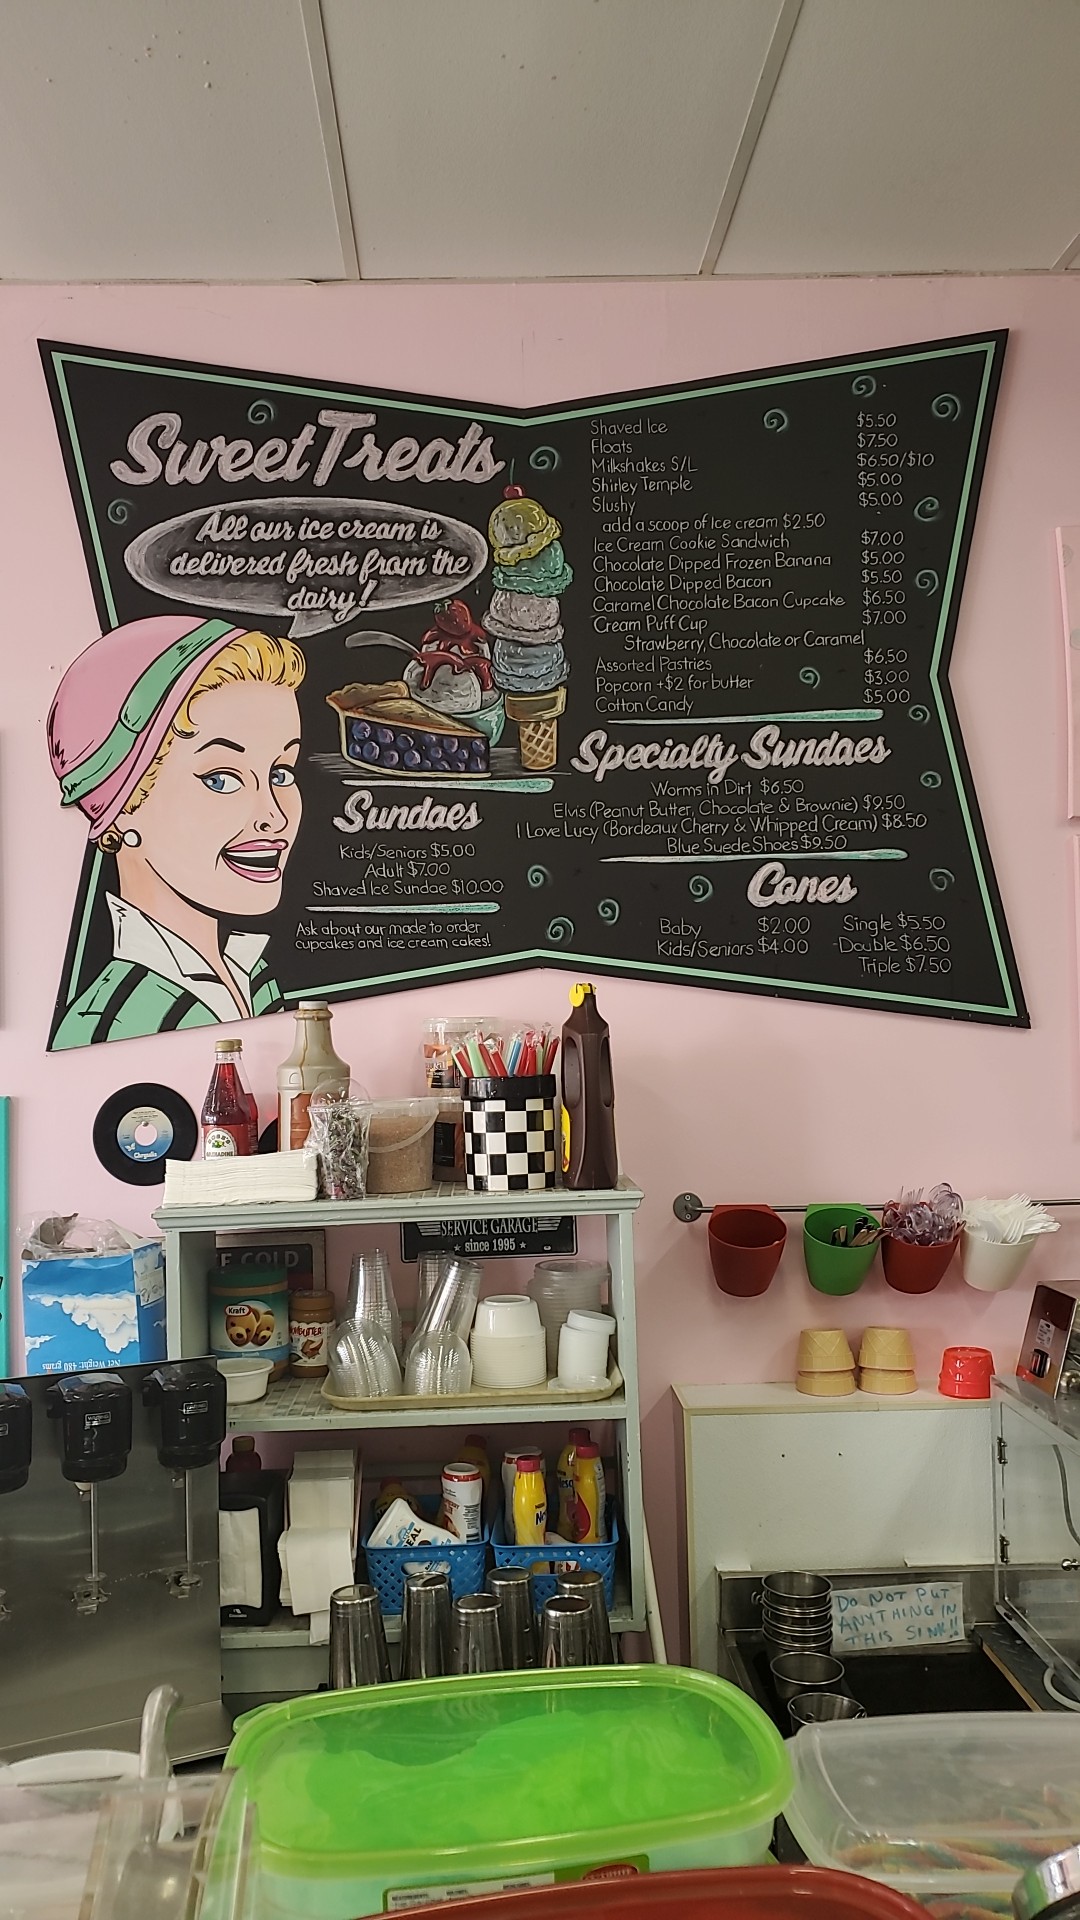 Sweet Treats
All our ice cream is
delivered fresh from the
dairy!
Shaved Ice $5.50
Floats $7.50
Milkshakes S/L $6.50/$10
Shirley Temple $5.00
Slushy $5.00
add a scoop of Ice cream $2.50
Ice Cream Cookie Sandwich $7.00
Chocolate Dipped Frozen Banana $5.00
Chocolate Dipped Bacon $5.50
Caramel Chocolate Bacon Cupcake $6.50
Cream Puff Cup $7.00
Strawberry, Chocolate or Caramel
Assorted Pastries $6.50
Popcorn +$2 for butter $3.00
Cotton Candy $5.00
Specialty Sundaes
Worms in Dirt $6.50
Elvis (Peanut Butter, Chocolate & Brownie) $9.50
I Love Lucy (Bordeaux Cherry & Whipped Cream) $8.50
Blue Suede Shoes $9.50
Sundaes
Kids/Seniors $5.00
Adult $7.00
Shaved Ice Sundae $10.00
Ask about our made to order
cupcakes and ice cream cakes!
Cones
Baby $2.00 Single $5.50
Kids/Seniors $4.00 -Double $6.50
Triple $7.50
Chrysalis
SERVICE GARAGE
since 1995
COLD
Kraft
Net Weight: 480 grams
DO NOT PUT
ANYTHING IN
THIS SINK!!